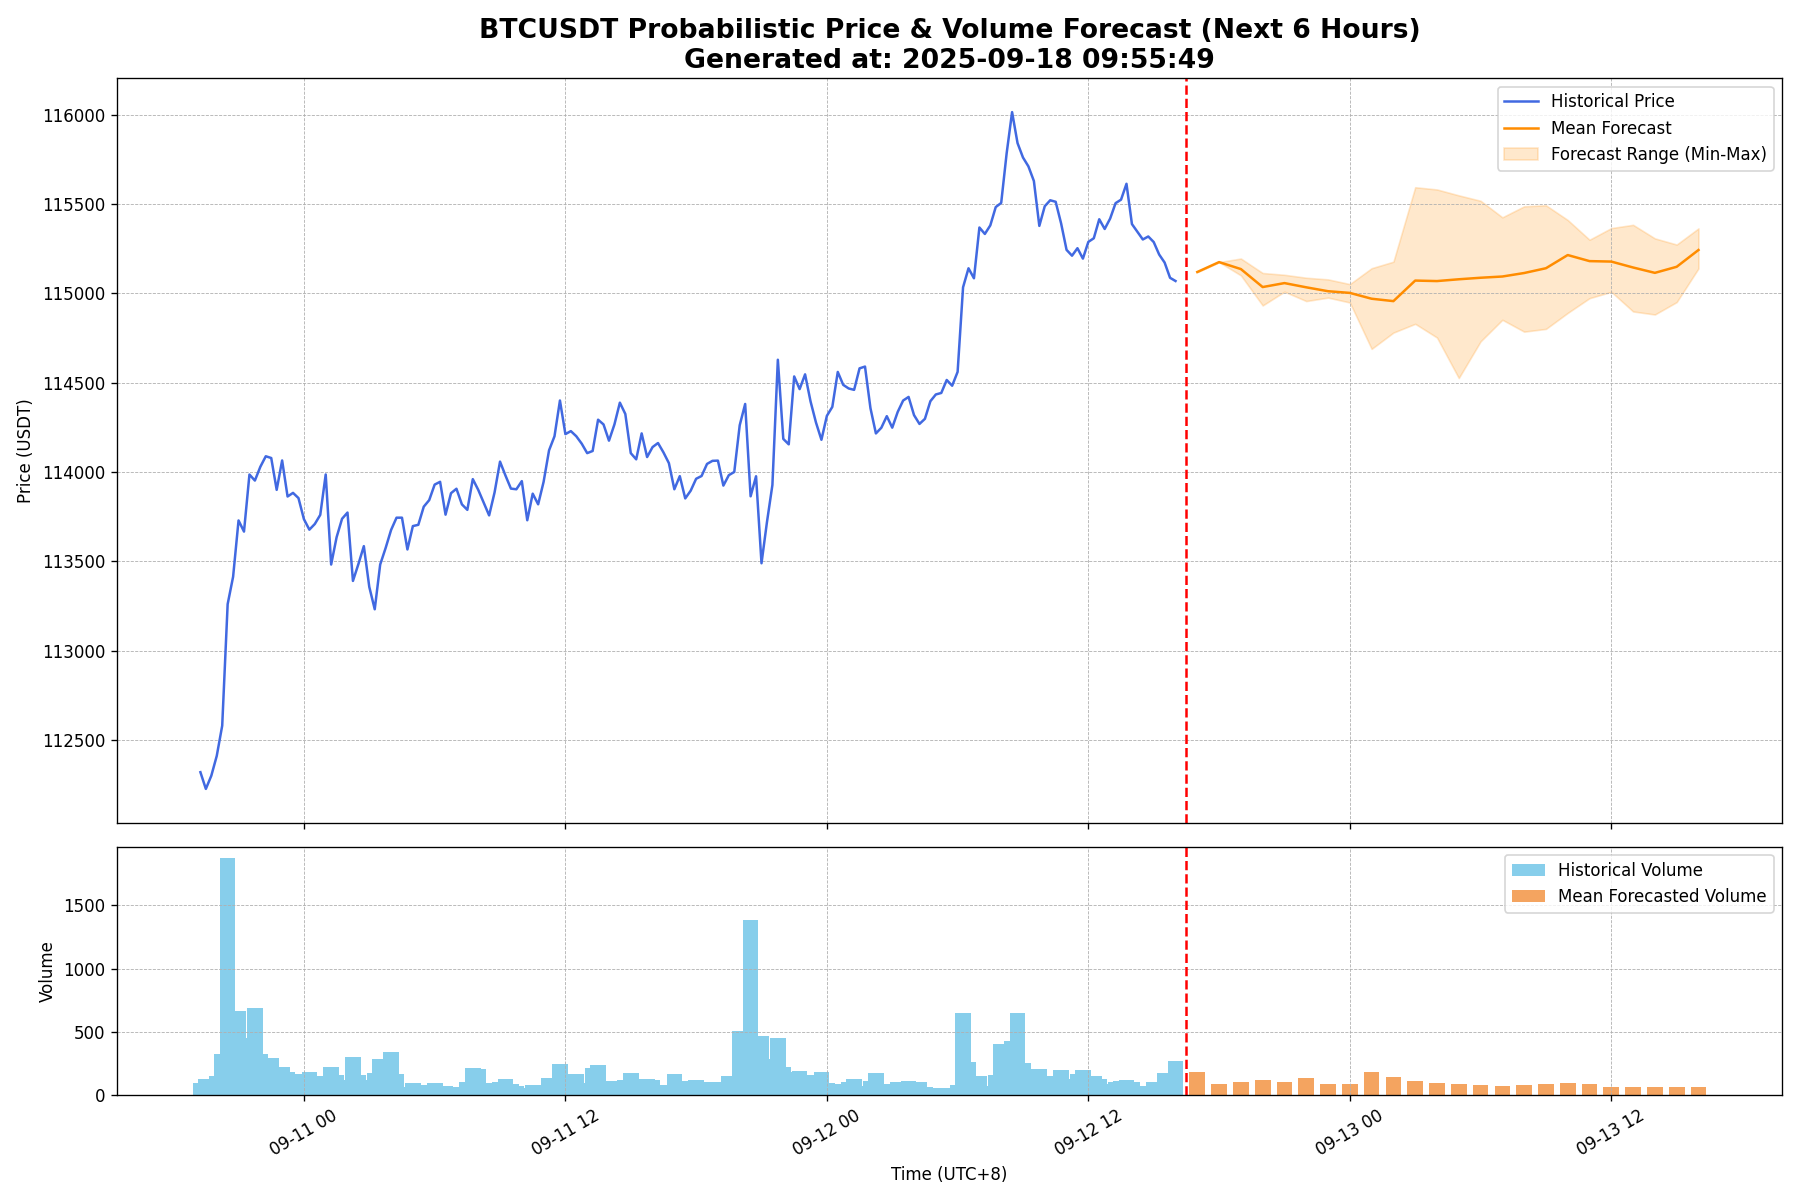 BTCUSDT Probabilistic Price & Volume Forecast (Next 6 Hours)
Generated at: 2025-09-18 09:55:49
Historical Price
Mean Forecast
Forecast Range (Min-Max)
Price (USDT)
116000
115500
115000
114500
114000
113500
113000
112500
Historical Volume
Mean Forecasted Volume
Volume
1500
1000
500
0
09-11 00
09-11 12
09-12 00
09-12 12
09-13 00
09-13 12
Time (UTC+8)